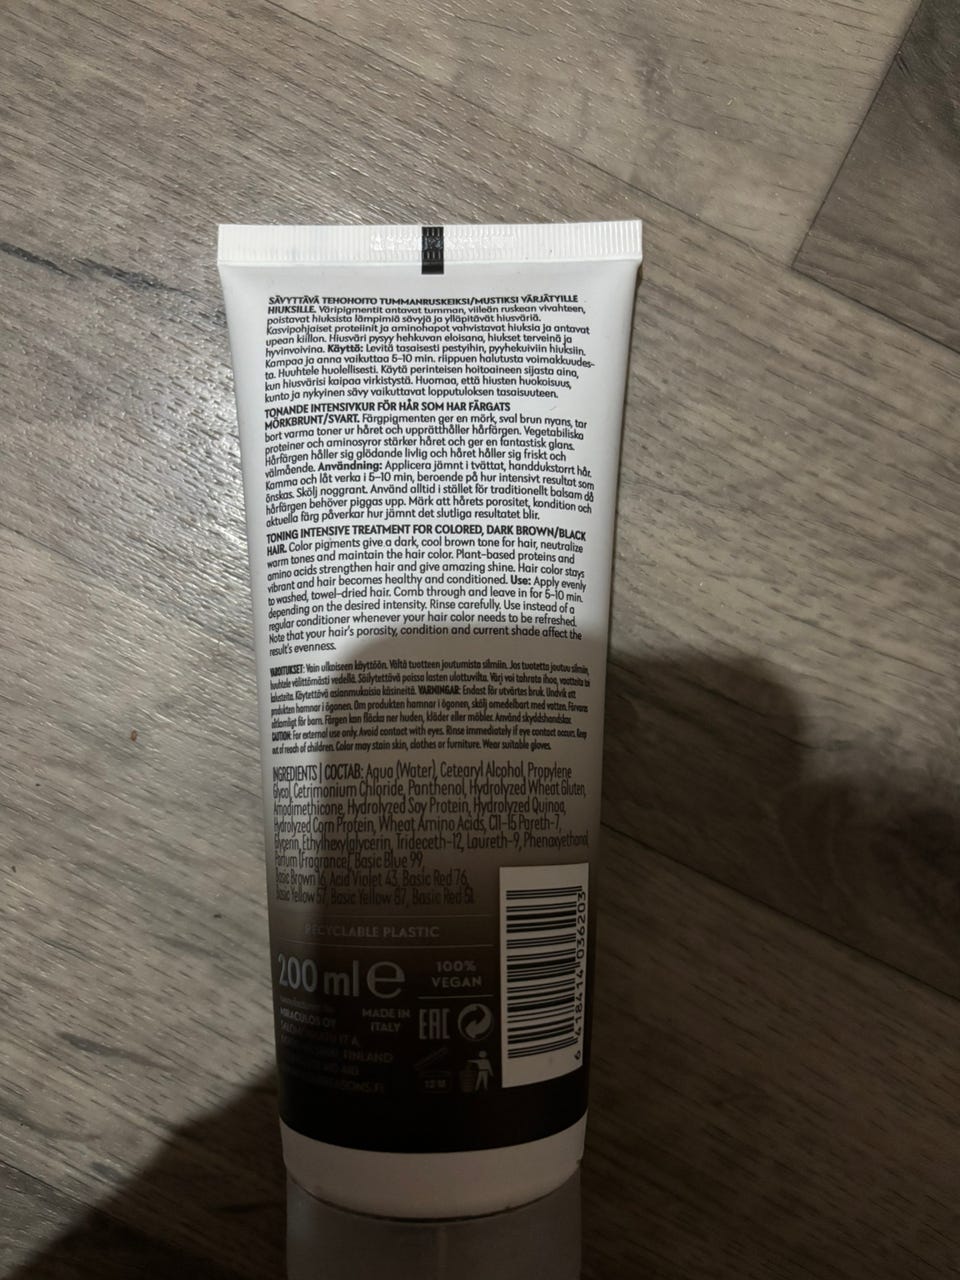 SÄVYTTÄVÄ TEHOHOITO TUMMANRUSKEIKSI/MUSTIKSI VÄRJÄTYILLE
HIUKSILLE. Väripigmentit antavat tumman, viileän ruskean vivahteen,
poistavat hiuksista lämpimiä sävyjä ja ylläpitävät hiusväriä.
Kasvipohjaiset proteiinit ja aminohapot vahvistavat hiuksia ja antavat
upean kiillon. Hiusväri pysyy hehkuvan eloisana, hiukset terveinä ja
hyvinvoivina. Käyttö: Levitä tasaisesti pestyihin, pyyhekuiviin hiuksiin.
Kampaa ja anna vaikuttaa 5-10 min. riippuen halutusta voimakkuudes-
ta. Huuhtele huolellisesti. Käytä perinteisen hoitoaineen sijasta aina,
kun hiusvärisi kaipaa virkistystä. Huomaa, että hiusten huokoisuus,
kunto ja nykyinen sävy vaikuttavat lopputuloksen tasaisuuteen.
TONANDE INTENSIVKUR FÖR HÅR SOM HAR FÄRGATS
MÖRKBRUNT/SVART. Färgpigmenten ger en mörk, sval brun nyans, tar
bort varma toner ur håret och upprätthåller hårfärgen. Vegetabiliska
proteiner och aminosyror stärker håret och ger en fantastisk glans.
Hårfärgen håller sig glödande livlig och håret håller sig friskt och
välmående. Användning: Applicera jämnt i tvättat, handdukstorrt hår.
Kamma och låt verka i 5-10 min, beroende på hur intensivt resultat som
önskas. Skölj noggrant. Använd alltid i stället för traditionellt balsam då
hårfärgen behöver piggas upp. Märk att hårets porositet, kondition och
aktuella färg påverkar hur jämnt det slutliga resultatet blir.
TONING INTENSIVE TREATMENT FOR COLORED, DARK BROWN/BLACK
HAIR. Color pigments give a dark, cool brown tone for hair, neutralize
warm tones and maintain the hair color. Plant-based proteins and
amino acids strengthen hair and give amazing shine. Hair color stays
vibrant and hair becomes healthy and conditioned. Use: Apply evenly
to washed, towel-dried hair. Comb through and leave in for 5-10 min.
depending on the desired intensity. Rinse carefully. Use instead of a
regular conditioner whenever your hair color needs to be refreshed.
Note that your hair's porosity, condition and current shade affect the
result's evenness.
VAROITUKSET: Vain ulkoiseen käyttöön. Vältä tuotteen joutumista silmiin. Jos tuotetta joutuu silmiin,
huuhtele välittömästi vedellä. Säilytettävä poissa lasten ulottuvilta. Väri voi tahrata ihoa, vaatteita tai
kalusteita. Käytettävä asianmukaisia käsineitä. VARNINGAR: Endast för utvärtes bruk. Undvik att
produkten hamnar i ögonen. Om produkten hamnar i ögonen, skölj omedelbart med vatten. Förvaras
oåtkomligt för barn. Färgen kan fläcka ner huden, kläder eller möbler. Använd skyddshandskar.
CAUTION: For external use only. Avoid contact with eyes. Rinse immediately if eye contact occurs. Keep
out of reach of children. Color may stain skin, clothes or furniture. Wear suitable gloves.
INGREDIENTS | СОСТАВ: Aqua (Water), Cetearyl Alcohol, Propylene
Glycol, Cetrimonium Chloride, Panthenol, Hydrolyzed Wheat Gluten,
Amodimethicone, Hydrolyzed Soy Protein, Hydrolyzed Quinoa,
Hydrolyzed Corn Protein, Wheat Amino Acids, C11-15 Pareth-7,
Glycerin, Ethylhexylglycerin, Trideceth-12, Laureth-9, Phenoxyethanol,
Parfum (Fragrance), Basic Blue 99,
Basic Brown 16, Acid Violet 43, Basic Red 76,
Basic Yellow 57, Basic Yellow 87, Basic Red 51.
RECYCLABLE PLASTIC
200 ml e
100%
VEGAN
MIRACULOS OY
MADE IN
ITALY
EAC
FINLAND
12 M
6 418414 036203